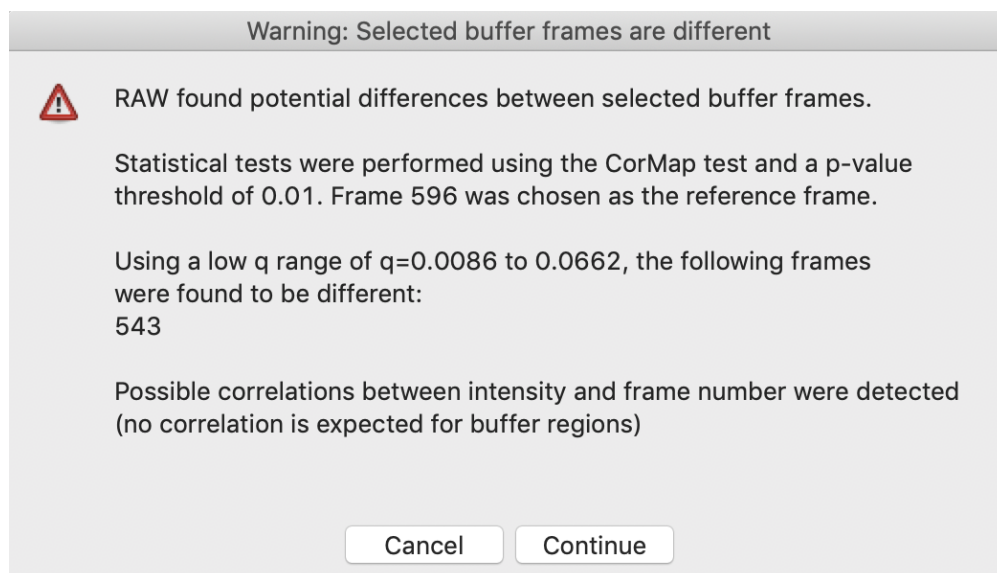 Warning: Selected buffer frames are different
RAW found potential differences between selected buffer frames.
Statistical tests were performed using the CorMap test and a p-value
threshold of 0.01. Frame 596 was chosen as the reference frame.
Using a low q range of q=0.0086 to 0.0662, the following frames
were found to be different:
543
Possible correlations between intensity and frame number were detected
(no correlation is expected for buffer regions)
Cancel Continue